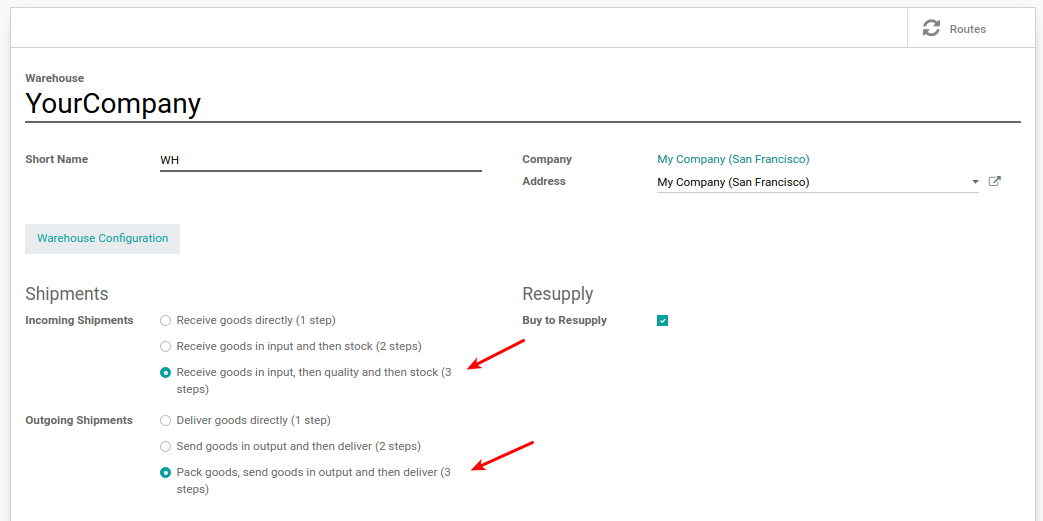 Routes
Warehouse
YourCompany
Short Name
WH
Company
My Company (San Francisco)
Address
My Company (San Francisco)
Warehouse Configuration
Shipments
Incoming Shipments
Receive goods directly (1 step)
Receive goods in input and then stock (2 steps)
Receive goods in input, then quality and then stock (3
steps)
Outgoing Shipments
Deliver goods directly (1 step)
Send goods in output and then deliver (2 steps)
Pack goods, send goods in output and then deliver (3
steps)
Resupply
Buy to Resupply